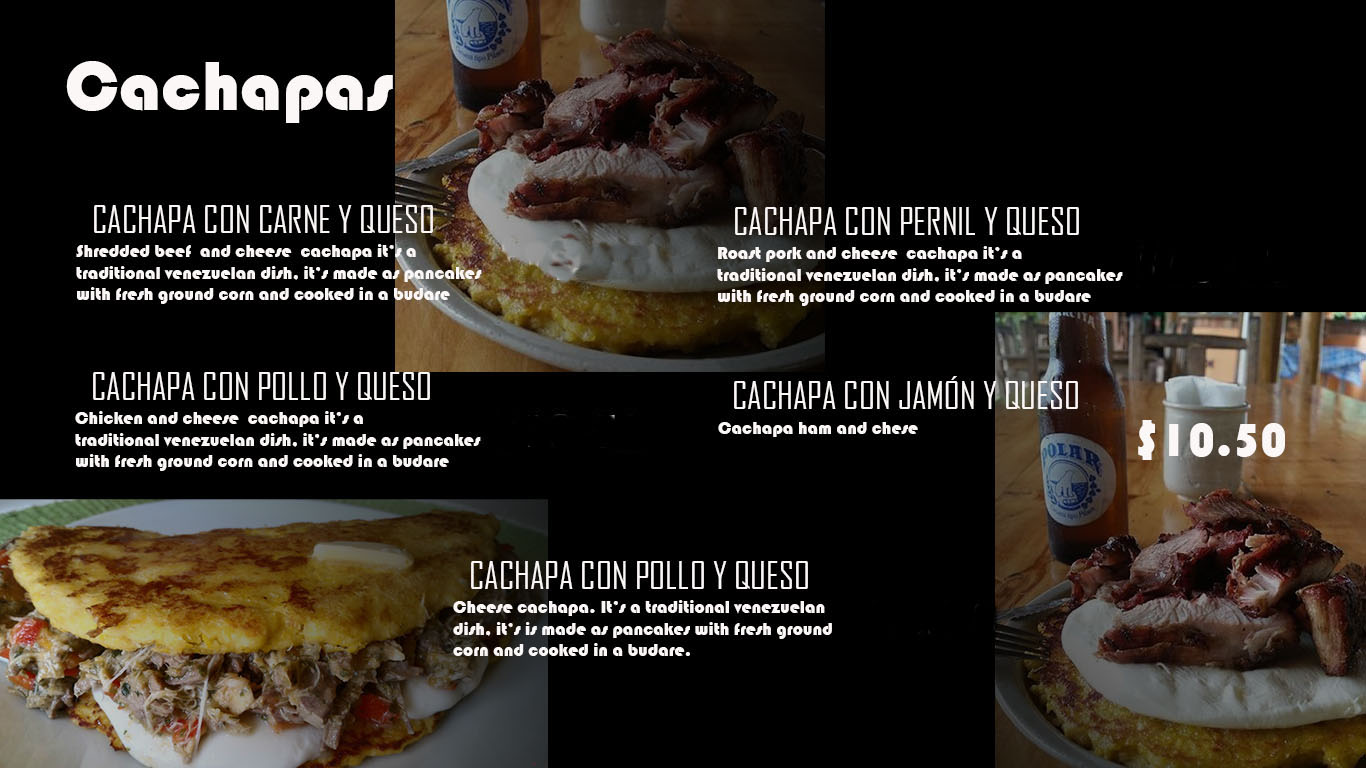 Cachapas
CACHAPA CON CARNE Y QUESO
Shredded beef and cheese cachapa it's a
traditional venezuelan dish, it's made as pancakes
with fresh ground corn and cooked in a budare
CACHAPA CON PERNIL Y QUESO
Roast pork and cheese cachapa it's a
traditional venezuelan dish, it's made as pancakes
with fresh ground corn and cooked in a budare
CACHAPA CON POLLO Y QUESO
Chicken and cheese cachapa it's a
traditional venezuelan dish, it's made as pancakes
with fresh ground corn and cooked in a budare
CACHAPA CON JAMÓN Y QUESO
Cachapa ham and chese
$10.50
POLAR
CACHAPA CON POLLO Y QUESO
Cheese cachapa. It's a traditional venezuelan
dish, it's is made as pancakes with fresh ground
corn and cooked in a budare.